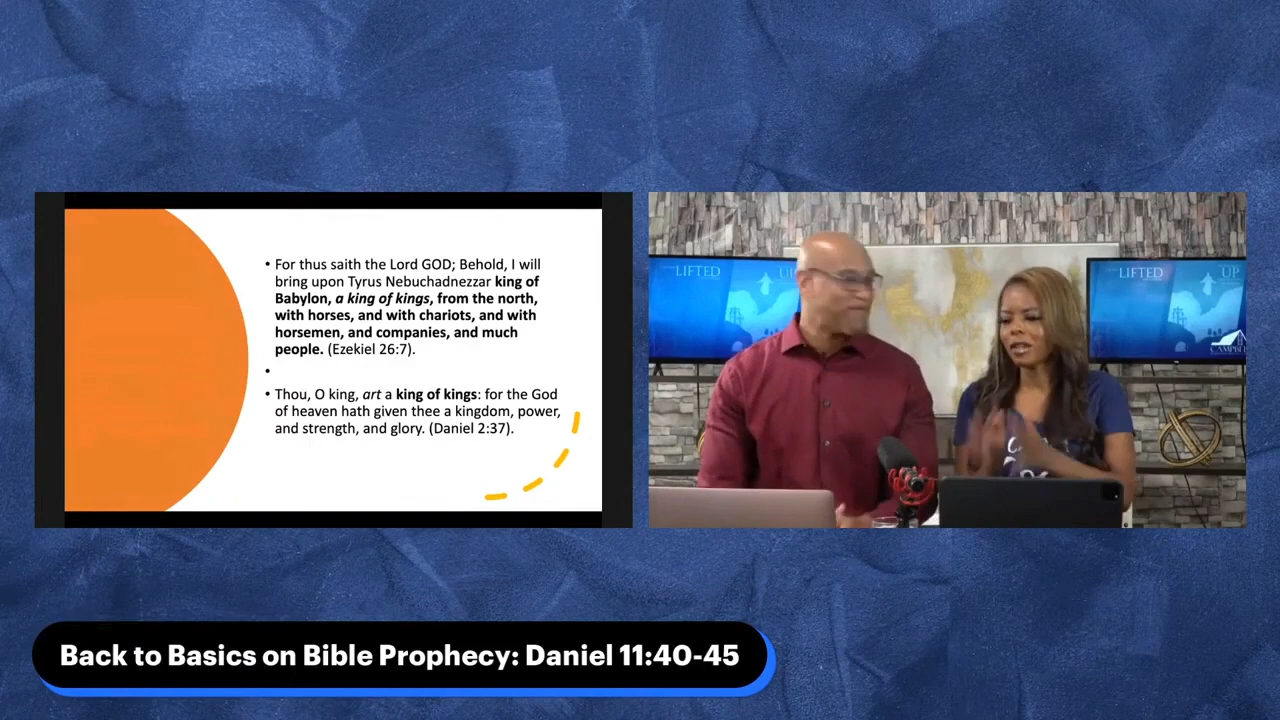 • For thus saith the Lord GOD; Behold, I will
bring upon Tyrus Nebuchadnezzar king of
Babylon, a king of kings, from the north,
with horses, and with chariots, and with
horsemen, and companies, and much
people. (Ezekiel 26:7).
•
• Thou, O king, art a king of kings: for the God
of heaven hath given thee a kingdom, power,
and strength, and glory. (Daniel 2:37).
LIFTED
UP
LIFTED
UP
Back to Basics on Bible Prophecy: Daniel 11:40-45